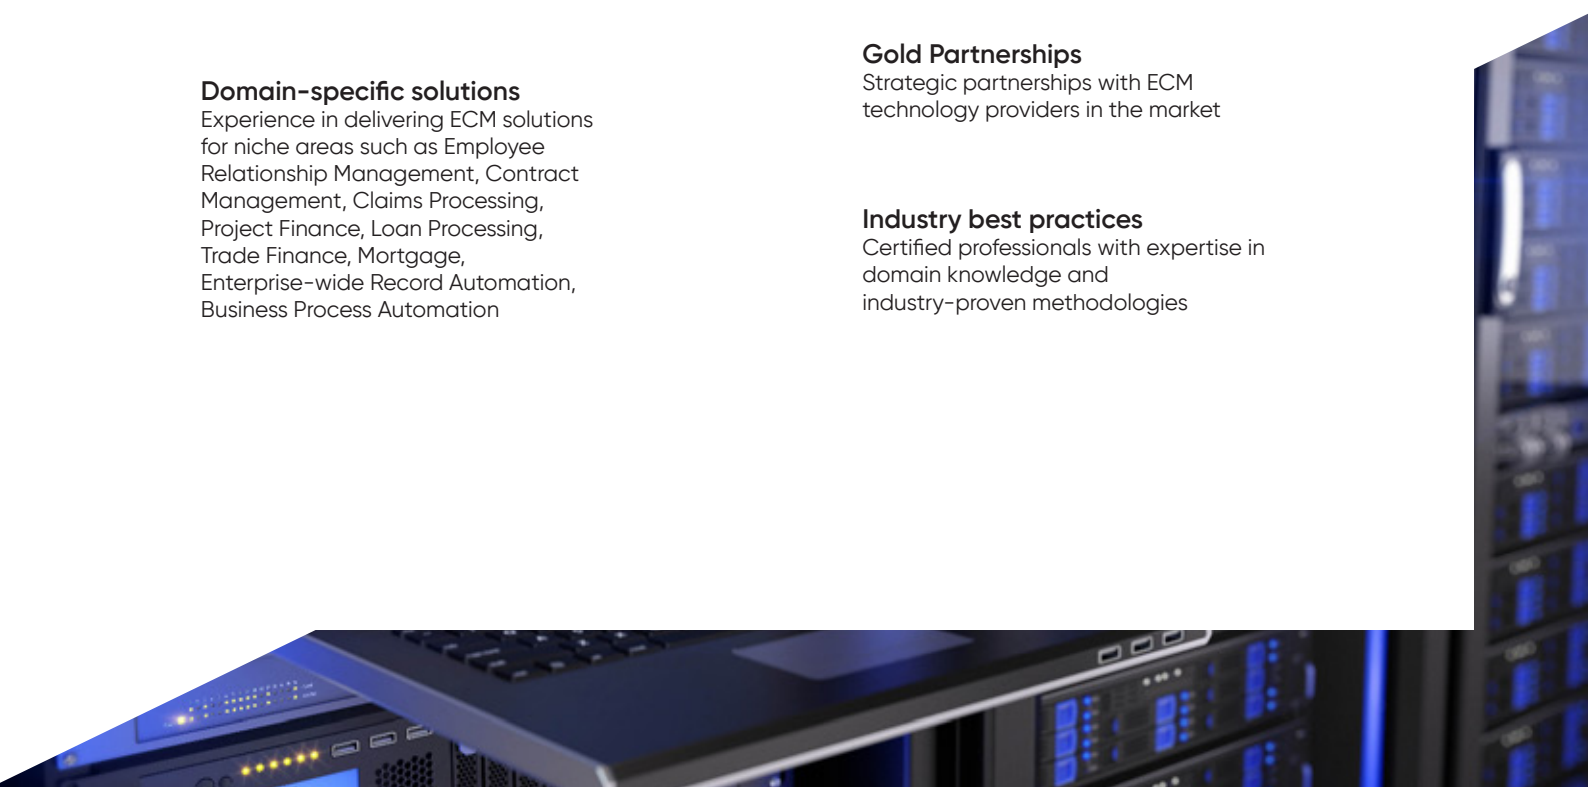 Domain-specific solutions
Experience in delivering ECM solutions
for niche areas such as Employee
Relationship Management, Contract
Management, Claims Processing,
Project Finance, Loan Processing,
Trade Finance, Mortgage,
Enterprise-wide Record Automation,
Business Process Automation
Gold Partnerships
Strategic partnerships with ECM
technology providers in the market
Industry best practices
Certified professionals with expertise in
domain knowledge and
industry-proven methodologies